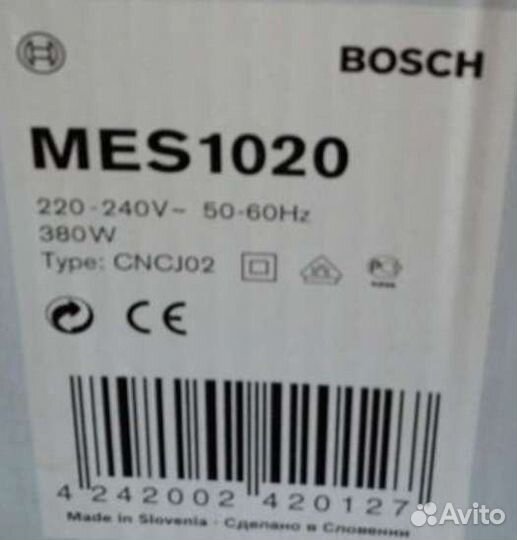 BOSCH
MES1020
220-240V~ 50-60Hz
380W
Type: CNCJ02
CE
4 242002 420127
Made in Slovenia · Сделано в Словении
Avito